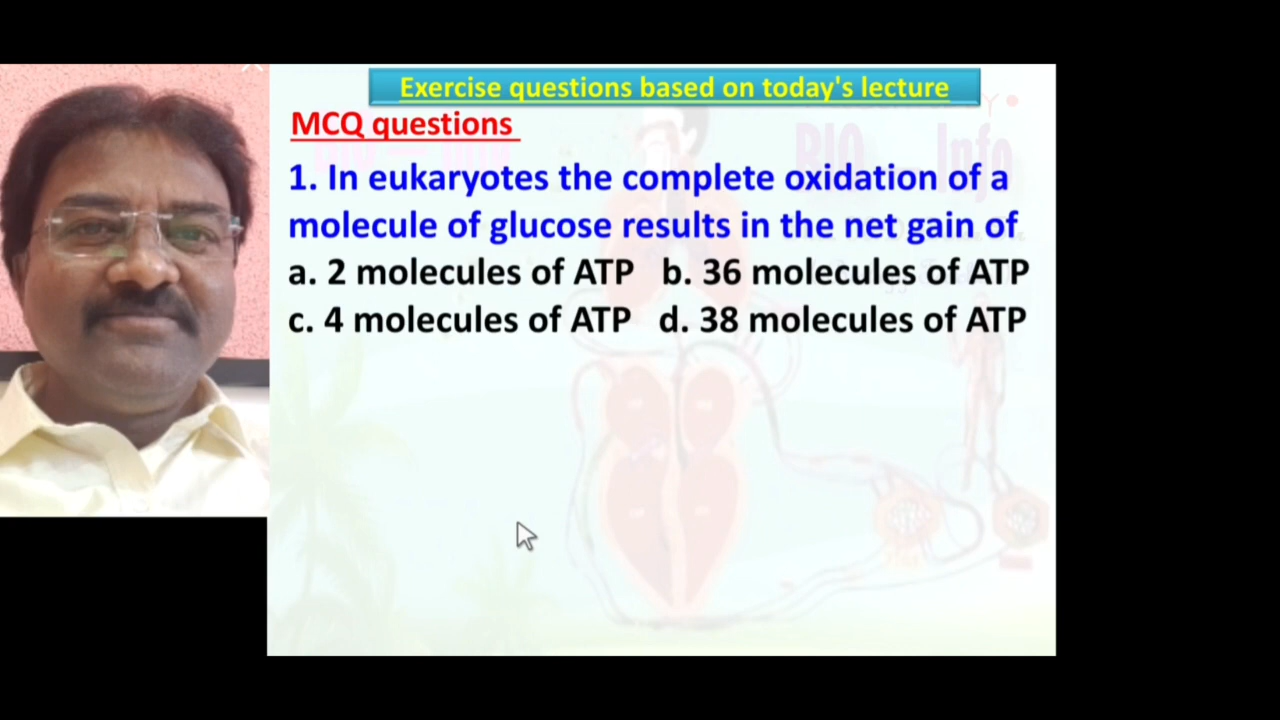 Exercise questions based on today's lecture
MCQ questions
1. In eukaryotes the complete oxidation of a
molecule of glucose results in the net gain of
a. 2 molecules of ATP b. 36 molecules of ATP
c. 4 molecules of ATP d. 38 molecules of ATP
BIO Info